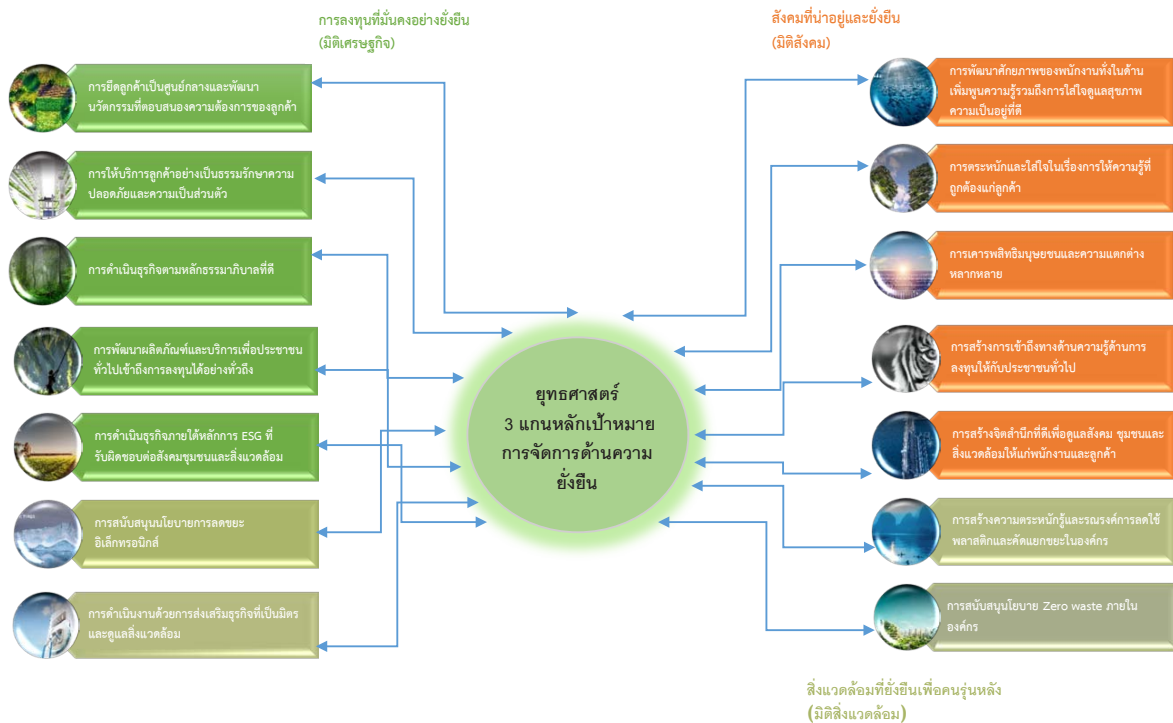 การลงทุนที่มั่นคงอย่างยั่งยืน
(มิติเศรษฐกิจ)
การยึดลูกค้าเป็นศูนย์กลางและพัฒนา
นวัตกรรมที่ตอบสนองความต้องการของลูกค้า
การให้บริการลูกค้าอย่างเป็นธรรมรักษาความ
ปลอดภัยและความเป็นส่วนตัว
การดำเนินธุรกิจตามหลักธรรมาภิบาลที่ดี
การพัฒนาผลิตภัณฑ์และบริการเพื่อประชาชน
ทั่วไปเข้าถึงการลงทุนได้อย่างทั่วถึง
การดำเนินธุรกิจภายใต้หลักการ ESG ที่
รับผิดชอบต่อสังคมชุมชนและสิ่งแวดล้อม
การสนับสนุนนโยบายการลดขยะ
อิเล็กทรอนิกส์
การดำเนินงานด้วยการส่งเสริมธุรกิจที่เป็นมิตร
และดูแลสิ่งแวดล้อม
ยุทธศาสตร์
3 แกนหลักเป้าหมาย
การจัดการด้านความ
ยั่งยืน
สังคมที่น่าอยู่และยั่งยืน
(มิติสังคม)
การพัฒนาศักยภาพของพนักงานทั้งในด้าน
เพิ่มพูนความรู้รวมถึงการใส่ใจดูแลสุขภาพ
ความเป็นอยู่ที่ดี
การตระหนักและใส่ใจในเรื่องการให้ความรู้ที่
ถูกต้องแก่ลูกค้า
การเคารพสิทธิมนุษยชนและความแตกต่าง
หลากหลาย
การสร้างการเข้าถึงทางด้านความรู้ด้านการ
ลงทุนให้กับประชาชนทั่วไป
การสร้างจิตสำนึกที่ดีเพื่อดูแลสังคม ชุมชนและ
สิ่งแวดล้อมให้แก่พนักงานและลูกค้า
การสร้างความตระหนักรู้และรณรงค์การลดใช้
พลาสติกและคัดแยกขยะในองค์กร
การสนับสนุนโยบาย Zero waste ภายใน
องค์กร
สิ่งแวดล้อมที่ยั่งยืนเพื่อคนรุ่นหลัง
(มิติสิ่งแวดล้อม)